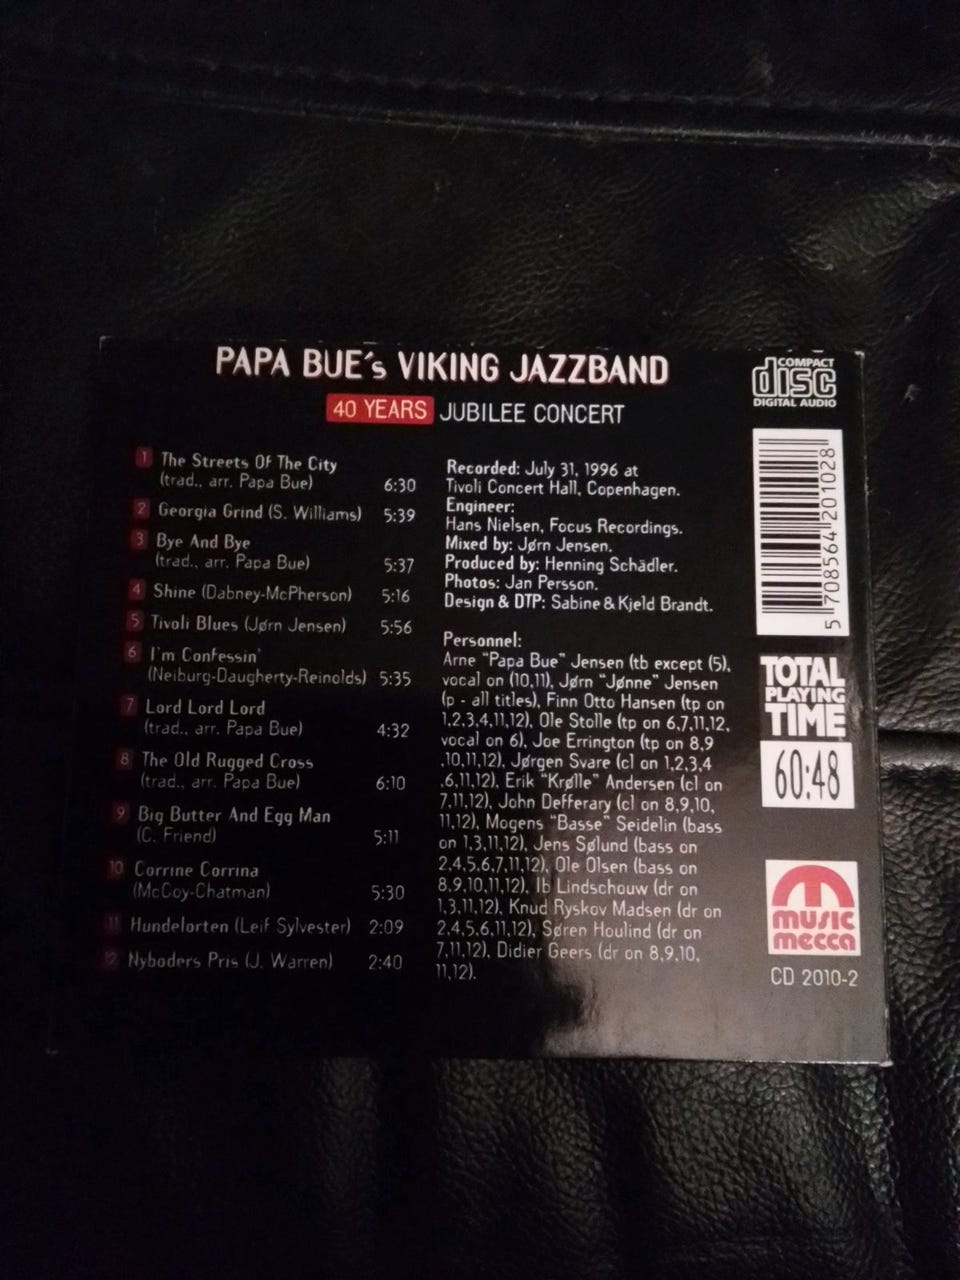 PAPA BUE´s VIKING JAZZBAND
40 YEARS JUBILEE CONCERT
1 The Streets Of The City
(trad., arr. Papa Bue) 6:30
2 Georgia Grind (S. Williams) 5:39
3 Bye And Bye
(trad., arr. Papa Bue) 5:37
4 Shine (Dabney-McPherson) 5:16
5 Tivoli Blues (Jørn Jensen) 5:56
6 I'm Confessin'
(Neiburg-Daugherty-Reinolds) 5:35
7 Lord Lord Lord
(trad., arr. Papa Bue) 4:32
8 The Old Rugged Cross
(trad., arr. Papa Bue) 6:10
9 Big Butter And Egg Man
(C. Friend) 5:11
10 Corrine Corrina
(McCoy-Chatman) 5:30
11 Hundelorten (Leif Sylvester) 2:09
12 Nyboders Pris (J. Warren) 2:40
Recorded: July 31, 1996 at
Tivoli Concert Hall, Copenhagen.
Engineer:
Hans Nielsen, Focus Recordings.
Mixed by: Jørn Jensen.
Produced by: Henning Schädler.
Photos: Jan Persson.
Design & DTP: Sabine & Kjeld Brandt.
Personnel:
Arne "Papa Bue" Jensen (tb except (5),
vocal on (10,11), Jørn "Jønne" Jensen
(p - all titles), Finn Otto Hansen (tp on
1,2,3,4,11,12), Ole Stolle (tp on 6,7,11,12,
vocal on 6), Joe Errington (tp on 8,9
,10,11,12), Jørgen Svare (cl on 1,2,3,4
,6,11,12), Erik "Krølle" Andersen (cl on
7,11,12), John Defferary (cl on 8,9,10,
11,12), Mogens "Basse" Seidelin (bass
on 1,3,11,12), Jens Sølund (bass on
2,4,5,6,7,11,12), Ole Olsen (bass on
8,9,10,11,12), Ib Lindschouw (dr on
1,3,11,12), Knud Ryskov Madsen (dr on
2,4,5,6,11,12), Søren Houlind (dr on
7,11,12), Didier Geers (dr on 8,9,10,
11,12).
COMPACT
disc
DIGITAL AUDIO
5 708564 201028
TOTAL
PLAYING
TIME
60:48
music
mecca
CD 2010-2